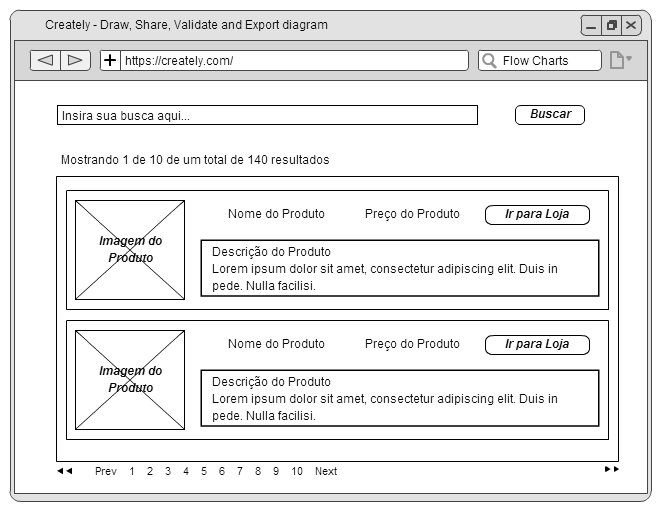 Creately - Draw, Share, Validate and Export diagram
https://creately.com/
Flow Charts
Insira sua busca aqui...
Buscar
Mostrando 1 de 10 de um total de 140 resultados
Imagem do
Produto
Nome do Produto
Preço do Produto
Ir para Loja
Descrição do Produto
Lorem ipsum dolor sit amet, consectetur adipiscing elit. Duis in
pede. Nulla facilisi.
Imagem do
Produto
Nome do Produto
Preço do Produto
Ir para Loja
Descrição do Produto
Lorem ipsum dolor sit amet, consectetur adipiscing elit. Duis in
pede. Nulla facilisi.
Prev 1 2 3 4 5 6 7 8 9 10 Next